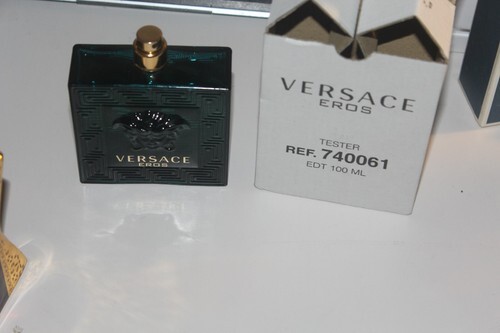 VERSACE
EROS
VERSACE
EROS
TESTER
REF. 740061
EDT 100 ML